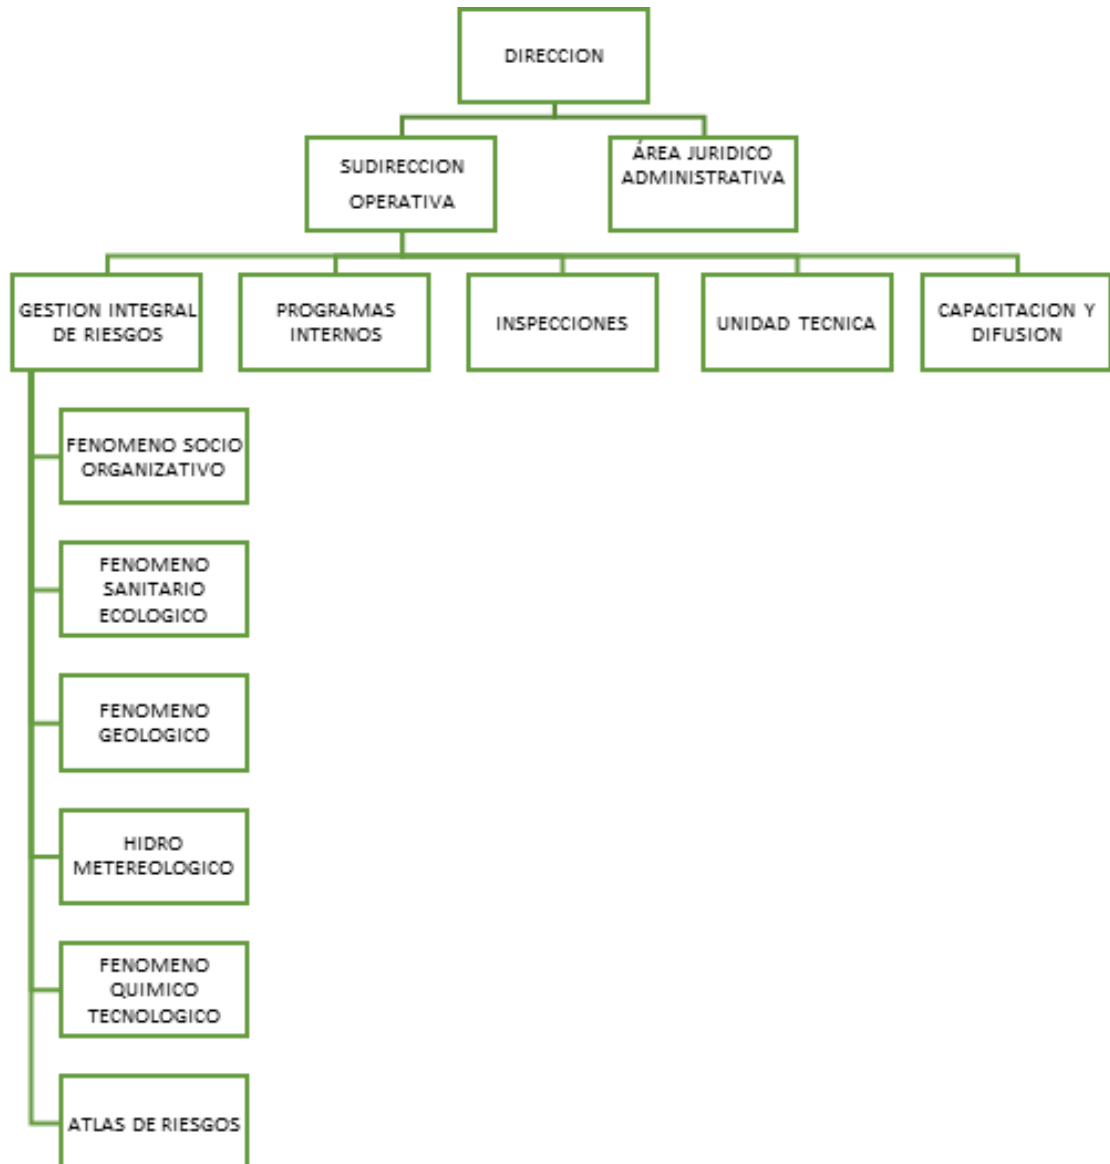 DIRECCION
SUDIRECCION
OPERATIVA
ÁREA JURIDICO
ADMINISTRATIVA
GESTION INTEGRAL
DE RIESGOS
PROGRAMAS
INTERNOS
INSPECCIONES
UNIDAD TECNICA
CAPACITACION Y
DIFUSION
FENOMENO SOCIO
ORGANIZATIVO
FENOMENO
SANITARIO
ECOLOGICO
FENOMENO
GEOLOGICO
HIDRO
METEREOLOGICO
FENOMENO
QUIMICO
TECNOLOGICO
ATLAS DE RIESGOS